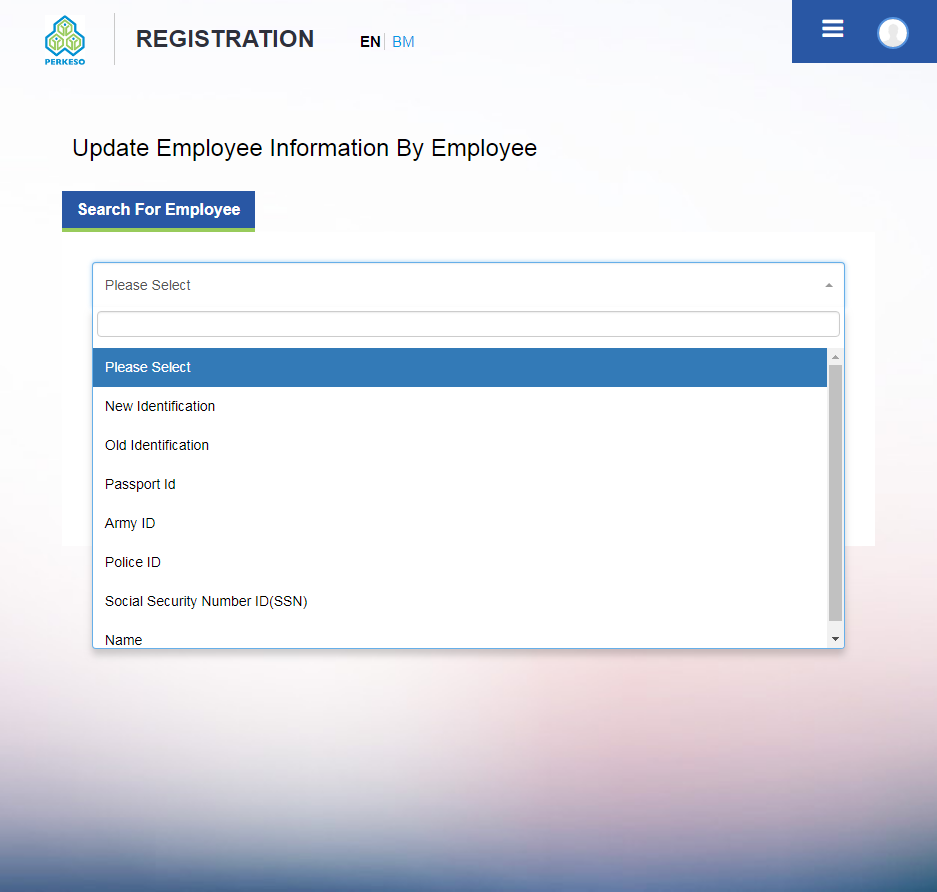 PERKESO
REGISTRATION
EN BM
Update Employee Information By Employee
Search For Employee
Please Select
Please Select
New Identification
Old Identification
Passport Id
Army ID
Police ID
Social Security Number ID(SSN)
Name